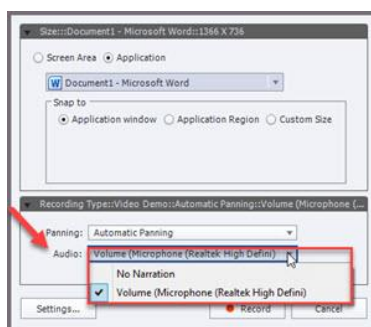 Size:::Document1 - Microsoft Word::1366 X 736
Screen Area Application
W Document1 - Microsoft Word
Snap to
Application window Application Region Custom Size
Recording Type::Video Demo::Automatic Panning::Volume (Microphone (...
Panning: Automatic Panning
Audio: Volume (Microphone (Realtek High Defini)
No Narration
Volume (Microphone (Realtek High Defini)
Settings... Record Cancel